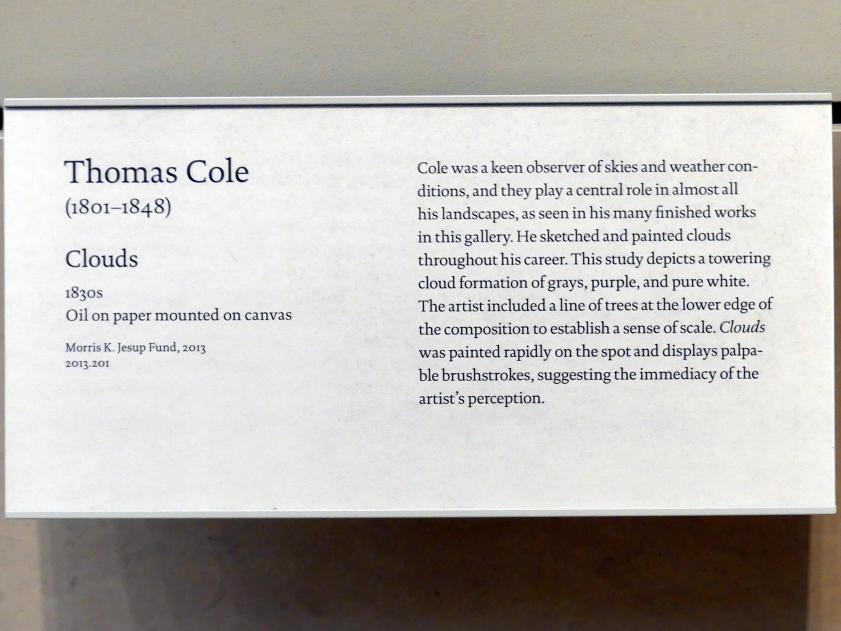 Thomas Cole
(1801–1848)
Clouds
1830s
Oil on paper mounted on canvas
Morris K. Jesup Fund, 2013
2013.201
Cole was a keen observer of skies and weather con-
ditions, and they play a central role in almost all
his landscapes, as seen in his many finished works
in this gallery. He sketched and painted clouds
throughout his career. This study depicts a towering
cloud formation of grays, purple, and pure white.
The artist included a line of trees at the lower edge of
the composition to establish a sense of scale. Clouds
was painted rapidly on the spot and displays palpa-
ble brushstrokes, suggesting the immediacy of the
artist's perception.